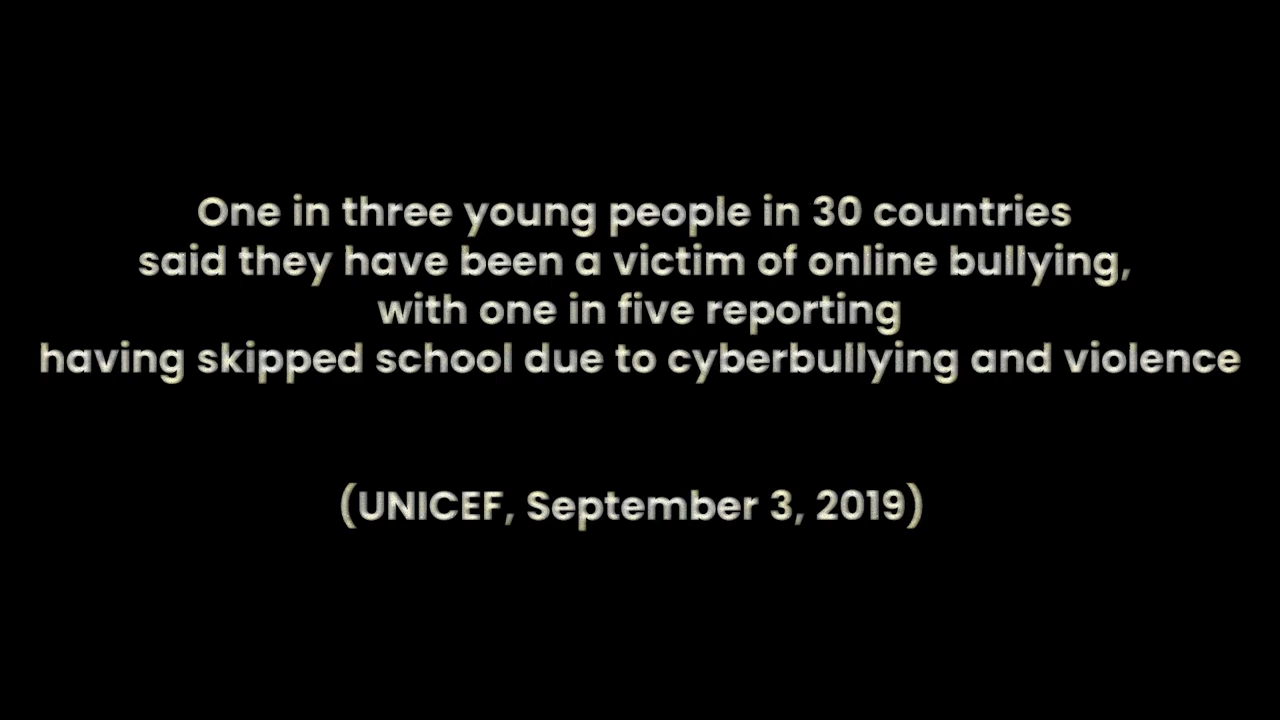 One in three young people in 30 countries
said they have been a victim of online bullying,
with one in five reporting
having skipped school due to cyberbullying and violence
(UNICEF, September 3, 2019)